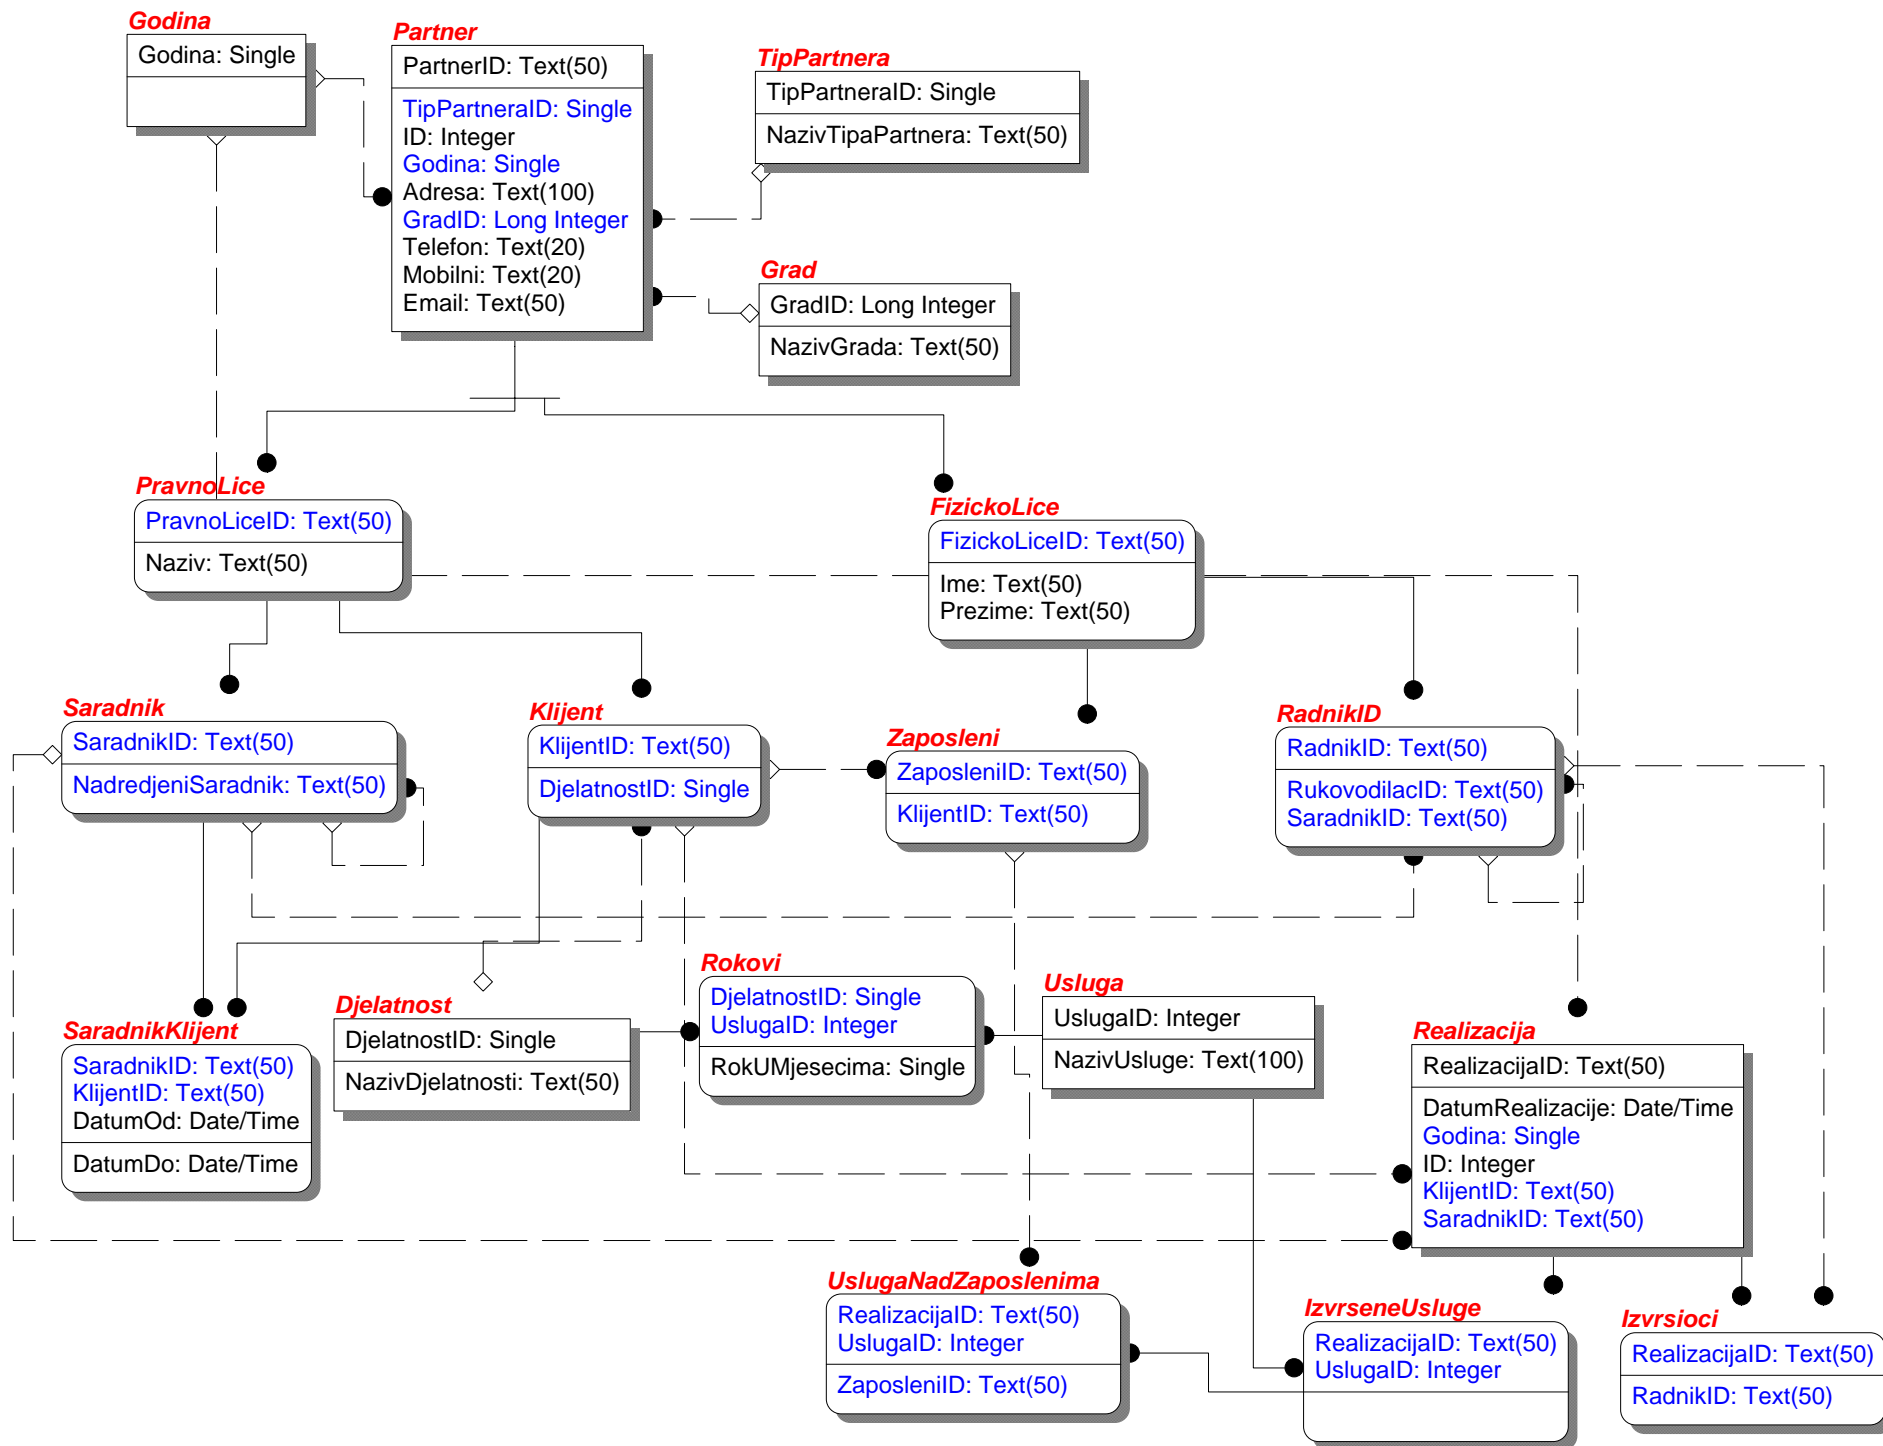 Godina
Godina: Single
Partner
PartnerID: Text(50)
TipPartneraID: Single
ID: Integer
Godina: Single
Adresa: Text(100)
GradID: Long Integer
Telefon: Text(20)
Mobilni: Text(20)
Email: Text(50)
TipPartnera
TipPartneraID: Single
NazivTipaPartnera: Text(50)
Grad
GradID: Long Integer
NazivGrada: Text(50)
PravnoLice
PravnoLiceID: Text(50)
Naziv: Text(50)
FizickoLice
FizickoLiceID: Text(50)
Ime: Text(50)
Prezime: Text(50)
Saradnik
SaradnikID: Text(50)
NadredjeniSaradnik: Text(50)
Klijent
KlijentID: Text(50)
DjelatnostID: Single
Zaposleni
ZaposleniID: Text(50)
KlijentID: Text(50)
RadnikID
RadnikID: Text(50)
RukovodilacID: Text(50)
SaradnikID: Text(50)
SaradnikKlijent
SaradnikID: Text(50)
KlijentID: Text(50)
DatumOd: Date/Time
DatumDo: Date/Time
Djelatnost
DjelatnostID: Single
NazivDjelatnosti: Text(50)
Rokovi
DjelatnostID: Single
UslugaID: Integer
RokUMjesecima: Single
Usluga
UslugaID: Integer
NazivUsluge: Text(100)
Realizacija
RealizacijaID: Text(50)
DatumRealizacije: Date/Time
Godina: Single
ID: Integer
KlijentID: Text(50)
SaradnikID: Text(50)
UslugaNadZaposlenima
RealizacijaID: Text(50)
UslugaID: Integer
ZaposleniID: Text(50)
IzvrseneUsluge
RealizacijaID: Text(50)
UslugaID: Integer
Izvrsioci
RealizacijaID: Text(50)
RadnikID: Text(50)